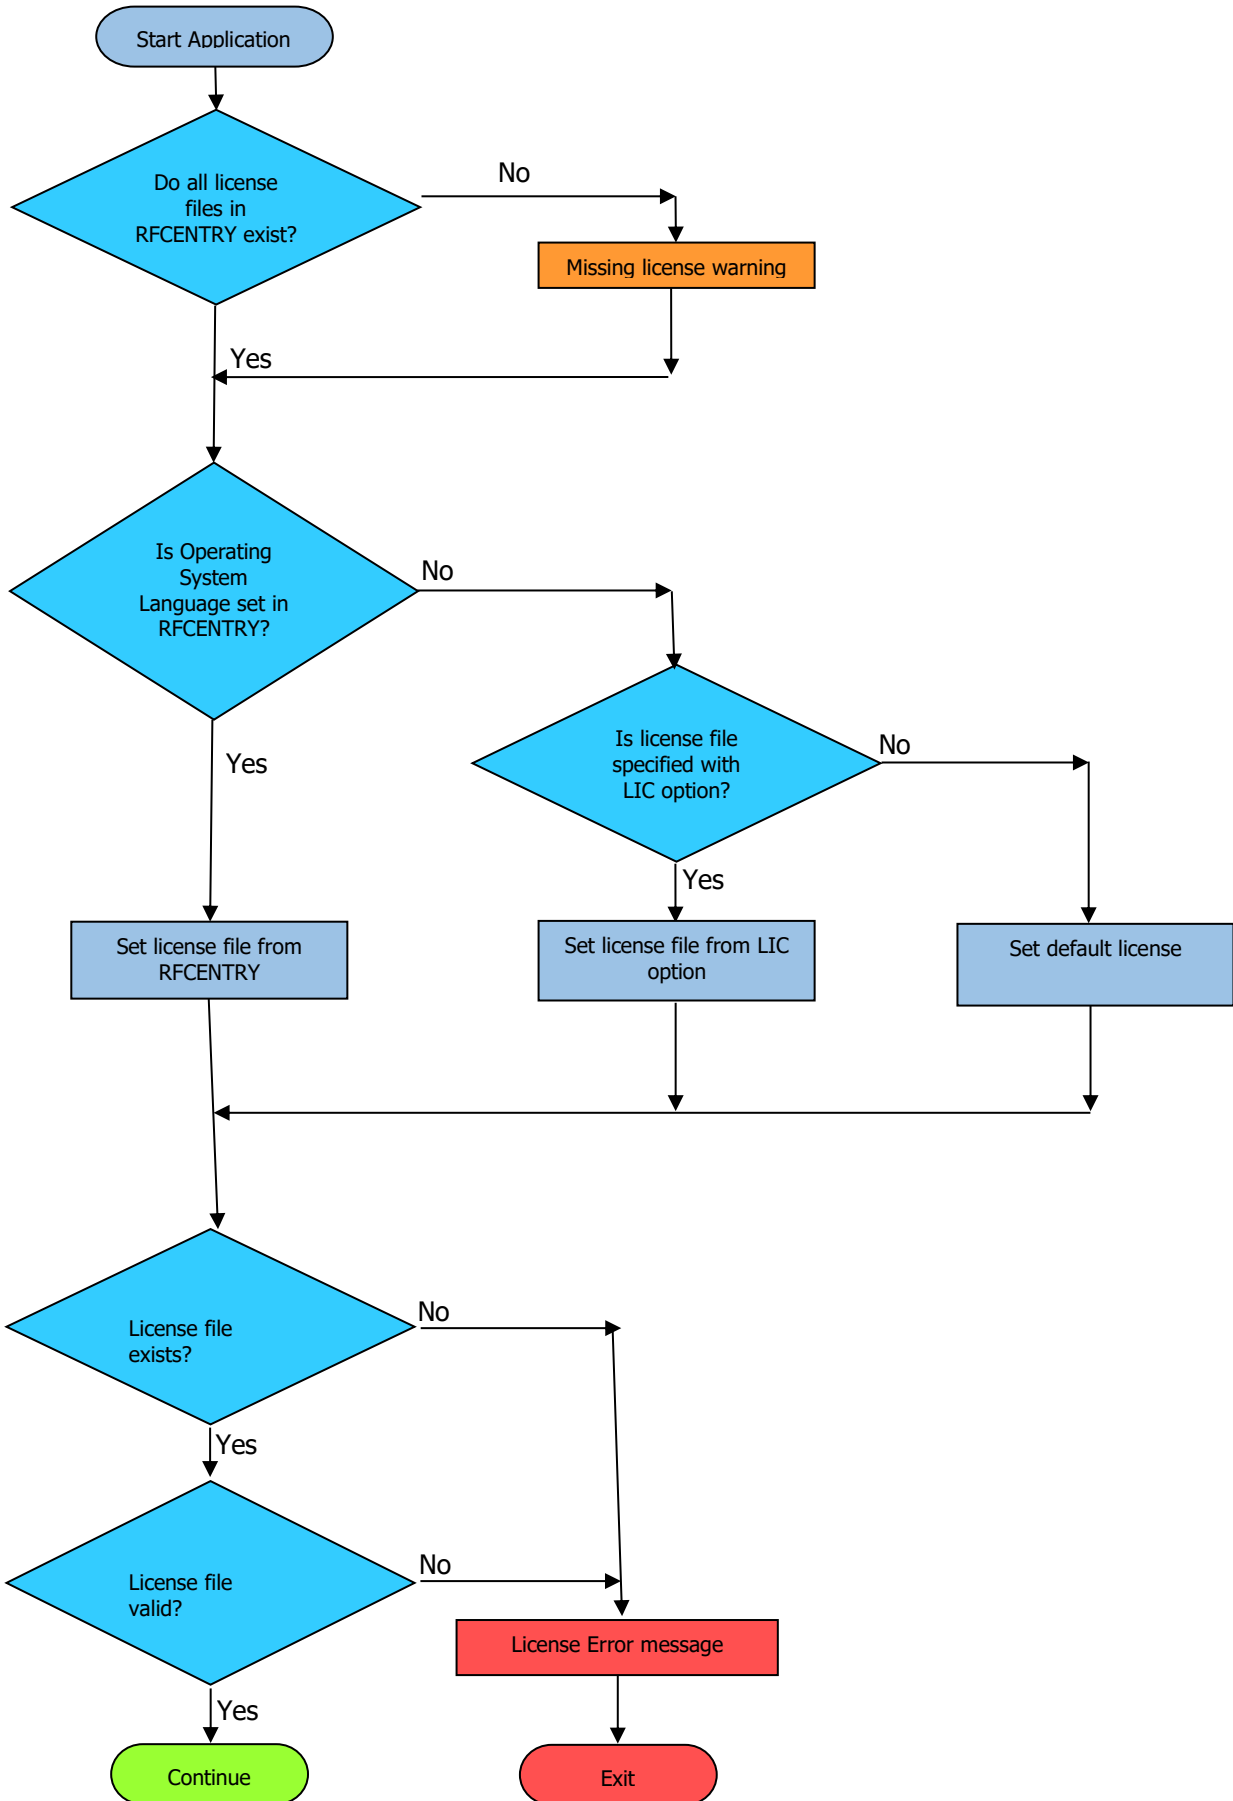 Start Application
Do all license
files in
RFCENTRY exist?
No
Missing license warning
Yes
Is Operating
System
Language set in
RFCENTRY?
No
Is license file
specified with
LIC option?
No
Yes
Yes
Set license file from
RFCENTRY
Set license file from LIC
option
Set default license
License file
exists?
No
Yes
License file
valid?
No
License Error message
Yes
Continue
Exit